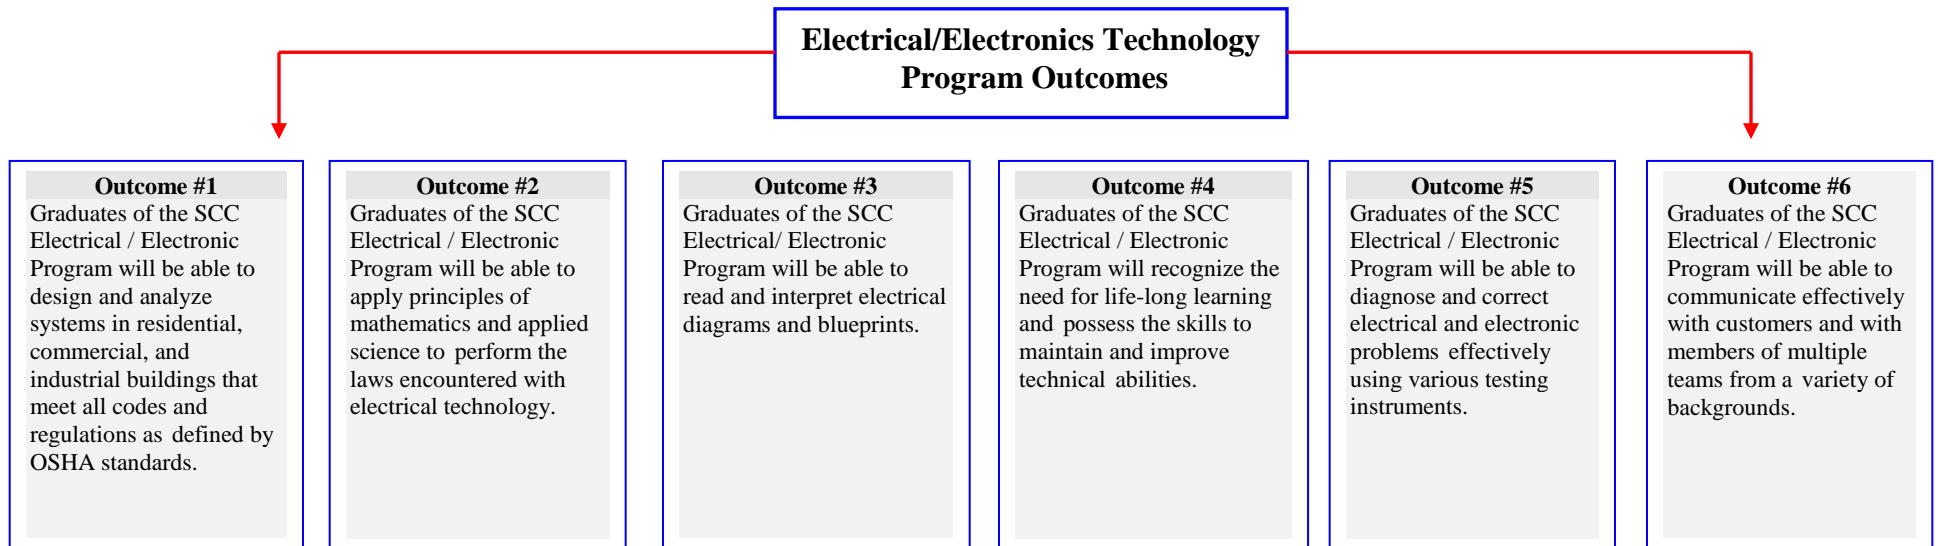 Electrical/Electronics Technology
Program Outcomes
Outcome #1
Graduates of the SCC
Electrical / Electronic
Program will be able to
design and analyze
systems in residential,
commercial, and
industrial buildings that
meet all codes and
regulations as defined by
OSHA standards.
Outcome #2
Graduates of the SCC
Electrical / Electronic
Program will be able to
apply principles of
mathematics and applied
science to perform the
laws encountered with
electrical technology.
Outcome #3
Graduates of the SCC
Electrical/ Electronic
Program will be able to
read and interpret electrical
diagrams and blueprints.
Outcome #4
Graduates of the SCC
Electrical / Electronic
Program will recognize the
need for life-long learning
and possess the skills to
maintain and improve
technical abilities.
Outcome #5
Graduates of the SCC
Electrical / Electronic
Program will be able to
diagnose and correct
electrical and electronic
problems effectively
using various testing
instruments.
Outcome #6
Graduates of the SCC
Electrical / Electronic
Program will be able to
communicate effectively
with customers and with
members of multiple
teams from a variety of
backgrounds.